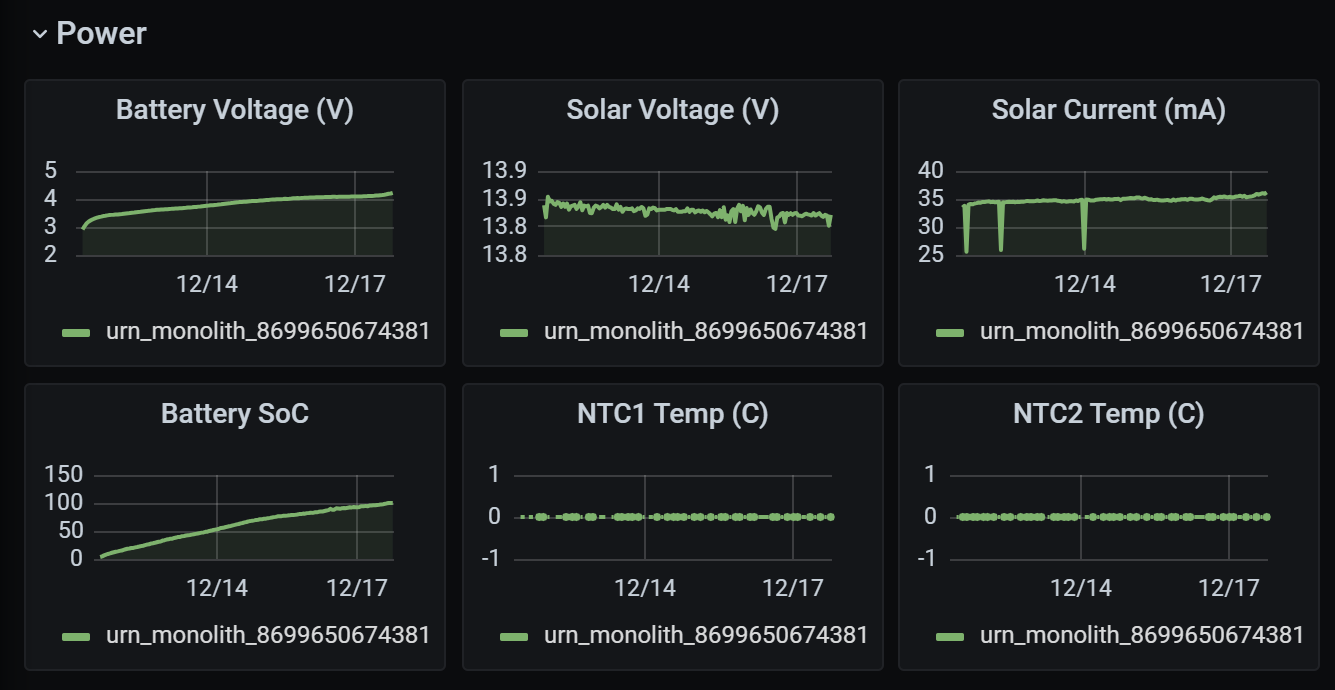 Power
Battery Voltage (V)
5
4
3
2
12/14 12/17
urn_monolith_8699650674381
Solar Voltage (V)
13.9
13.9
13.8
13.8
12/14 12/17
urn_monolith_8699650674381
Solar Current (mA)
40
35
30
25
12/14 12/17
urn_monolith_8699650674381
Battery SoC
150
100
50
0
12/14 12/17
urn_monolith_8699650674381
NTC1 Temp (C)
1
0
-1
12/14 12/17
urn_monolith_8699650674381
NTC2 Temp (C)
1
0
-1
12/14 12/17
urn_monolith_8699650674381